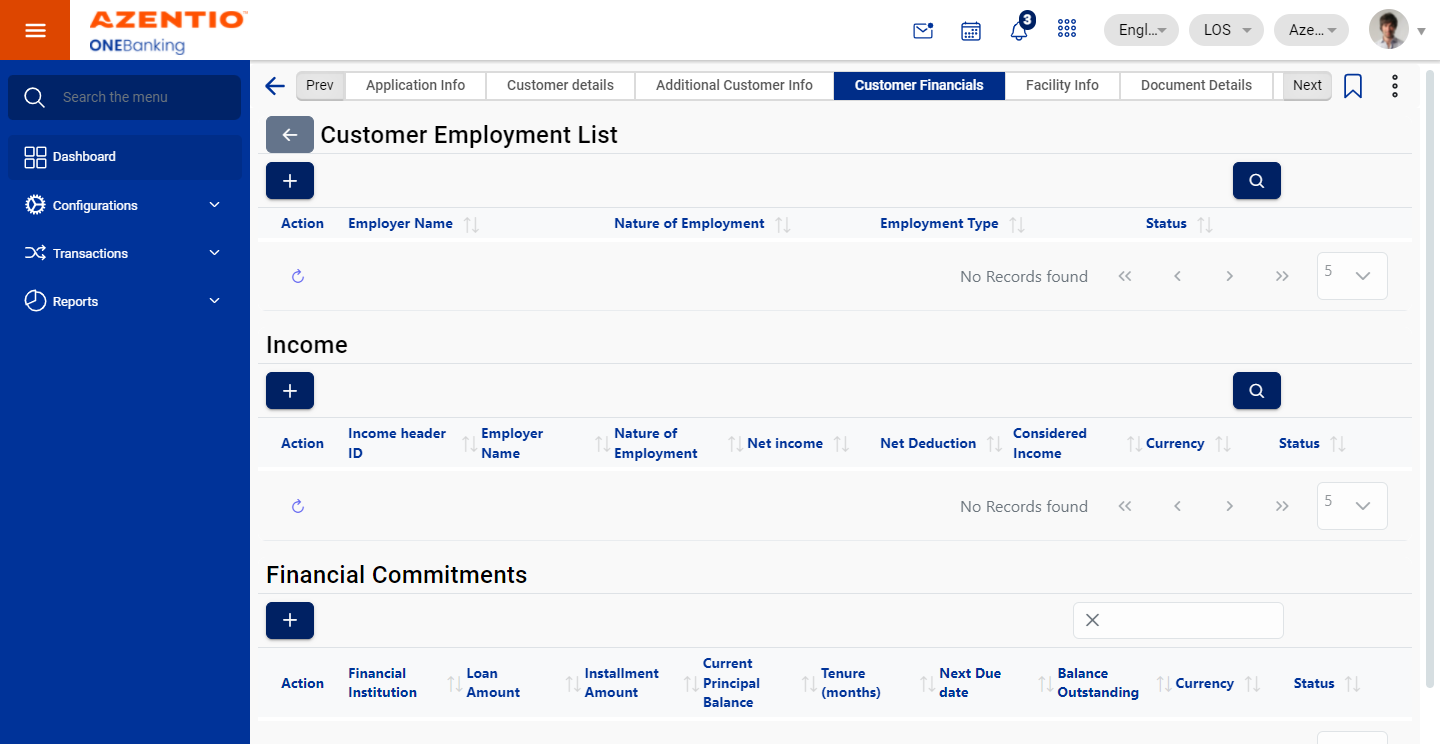 AZENTIO
ONEBanking
3
Engl...
LOS
Aze...
Search the menu
Dashboard
Configurations
Transactions
Reports
Prev
Application Info
Customer details
Additional Customer Info
Customer Financials
Facility Info
Document Details
Next
Customer Employment List
Action
Employer Name
Nature of Employment
Employment Type
Status
No Records found
5
Income
Action
Income header
ID
Employer
Name
Nature of
Employment
Net income
Net Deduction
Considered
Income
Currency
Status
No Records found
5
Financial Commitments
Action
Financial
Institution
Loan
Amount
Installment
Amount
Current
Principal
Balance
Tenure
(months)
Next Due
date
Balance
Outstanding
Currency
Status